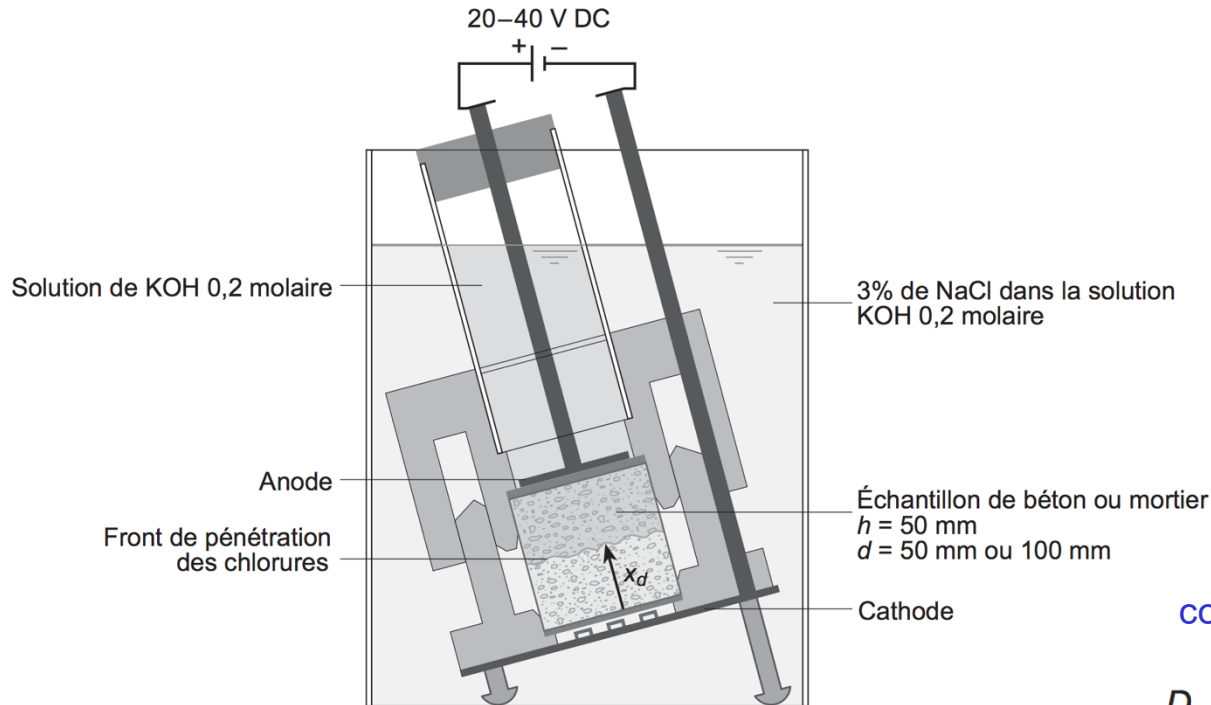 20–40 V DC
+ –
Solution de KOH 0,2 molaire
3% de NaCl dans la solution
KOH 0,2 molaire
Anode
Échantillon de béton ou mortier
h = 50 mm
d = 50 mm ou 100 mm
Front de pénétration
des chlorures
x_d
Cathode
CC
D